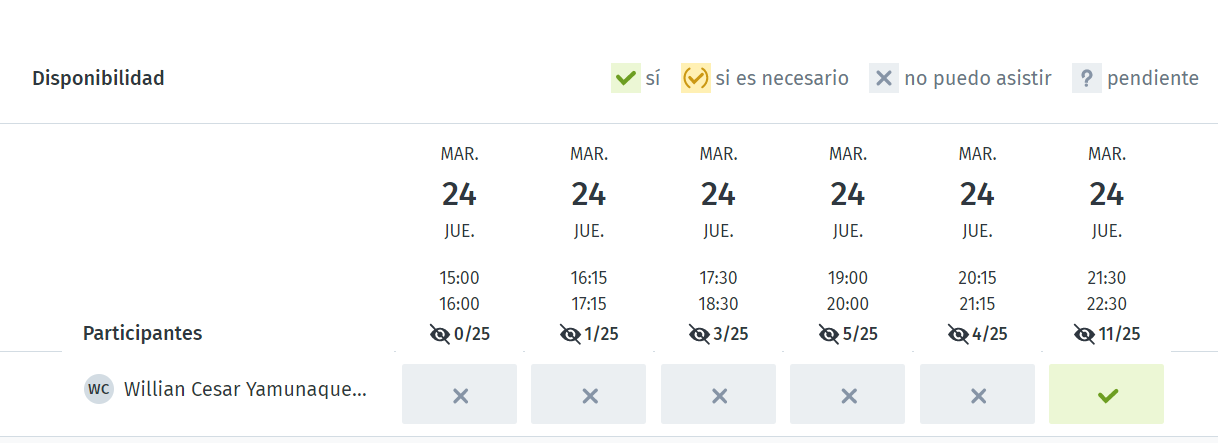 Disponibilidad
sí si es necesario no puedo asistir ? pendiente
MAR. MAR. MAR. MAR. MAR. MAR.
24 24 24 24 24 24
JUE. JUE. JUE. JUE. JUE. JUE.
15:00 16:15 17:30 19:00 20:15 21:30
16:00 17:15 18:30 20:00 21:15 22:30
Participantes 0/25 1/25 3/25 5/25 4/25 11/25
WC Willian Cesar Yamunaque...